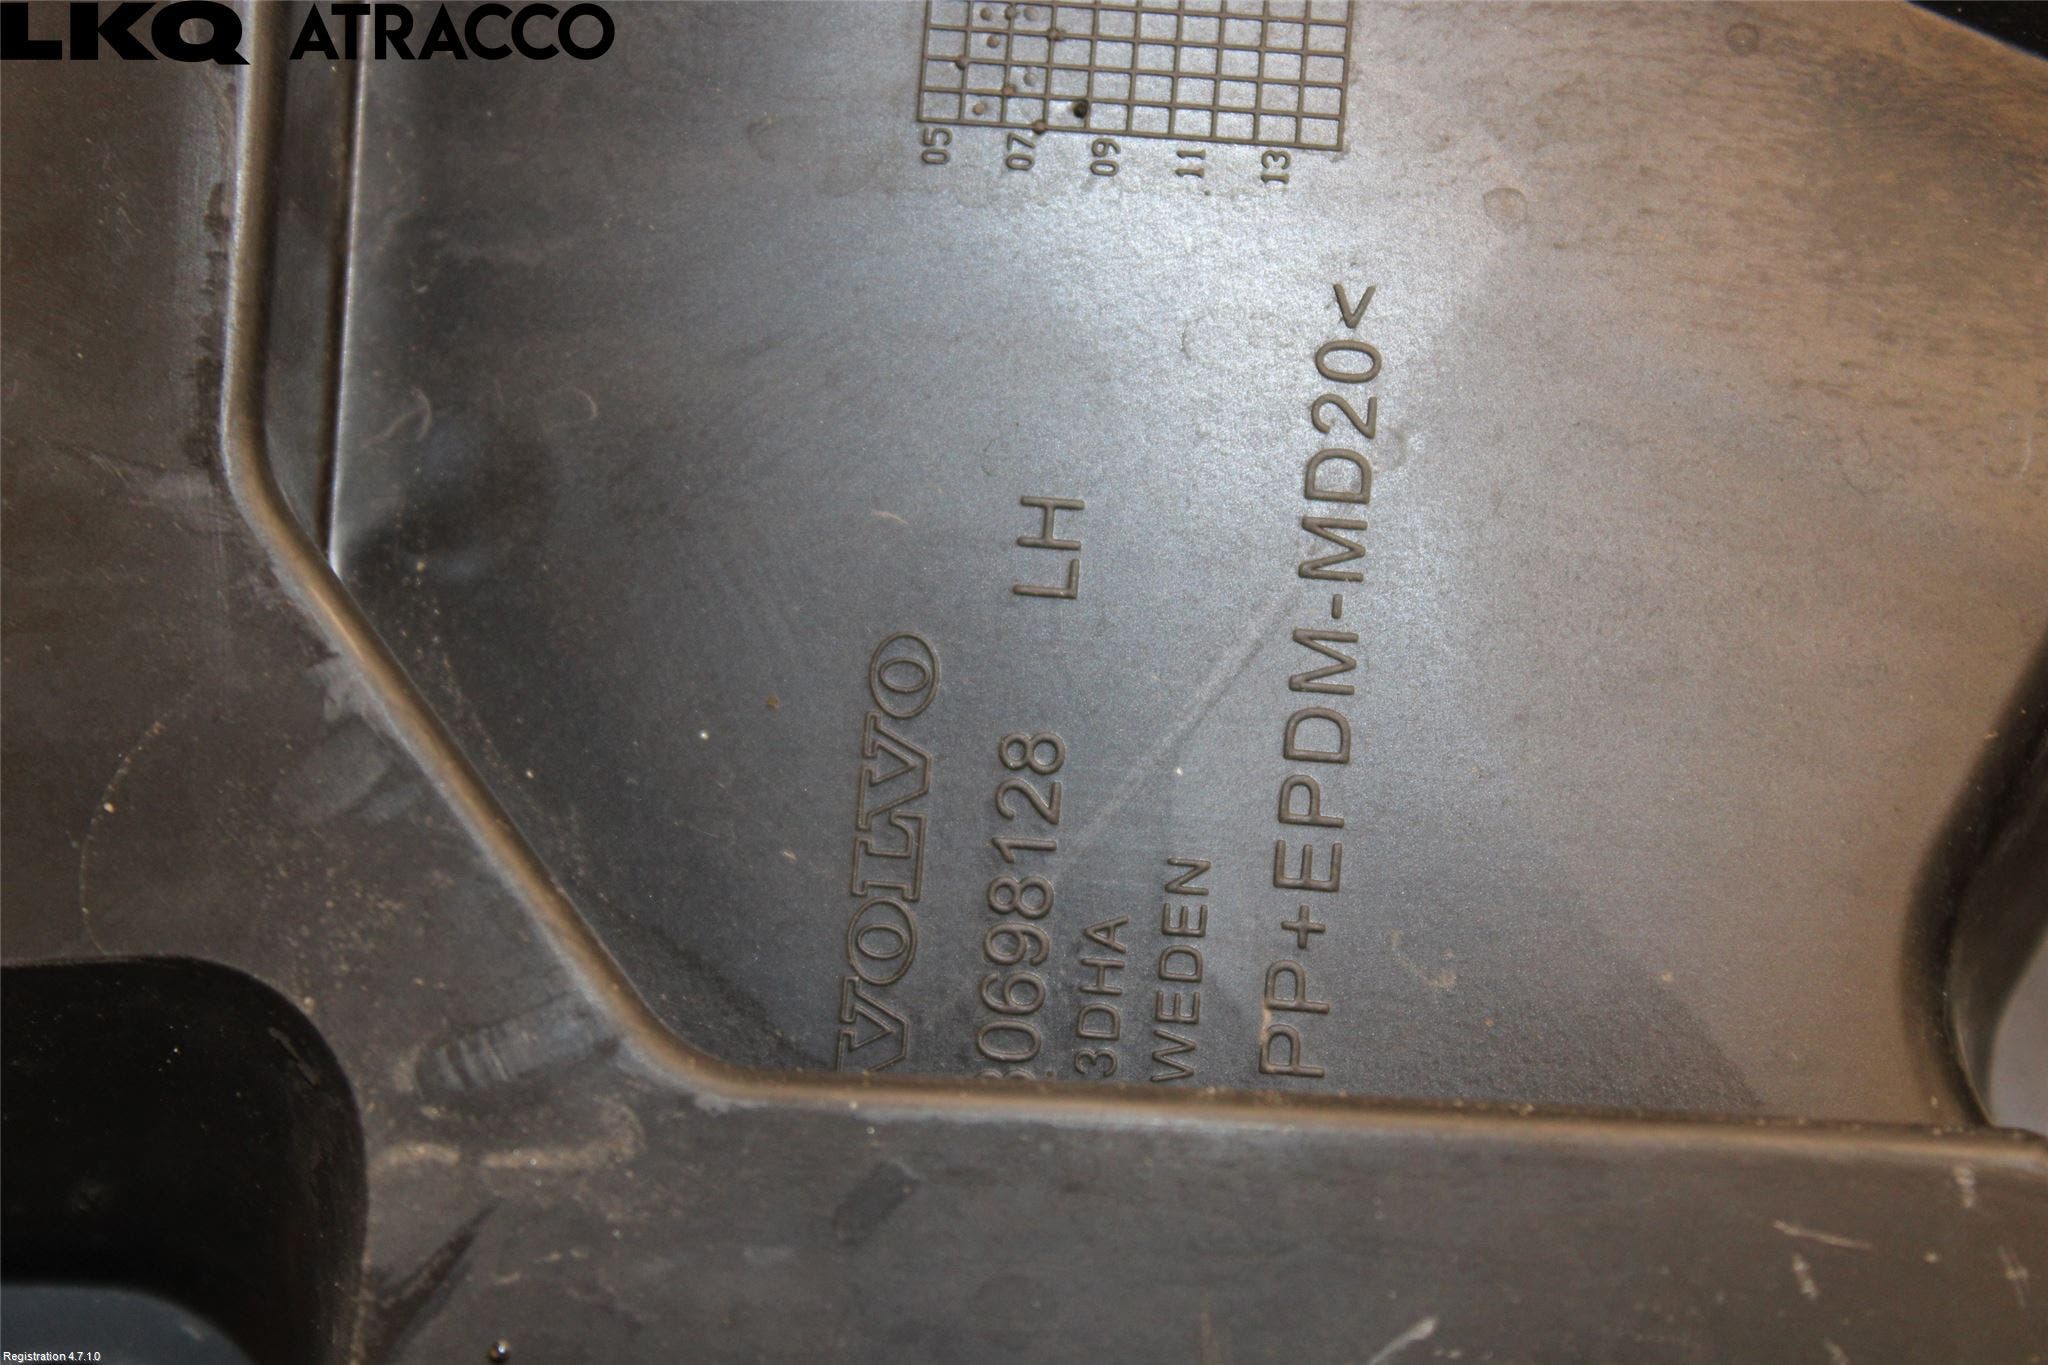 LKQ ATRACCO
05 07 09 11 13
VOLVO
30698128 LH
3DHA
WEDEN
PP+EPDM-MD20<
Registration 4.7.1.0